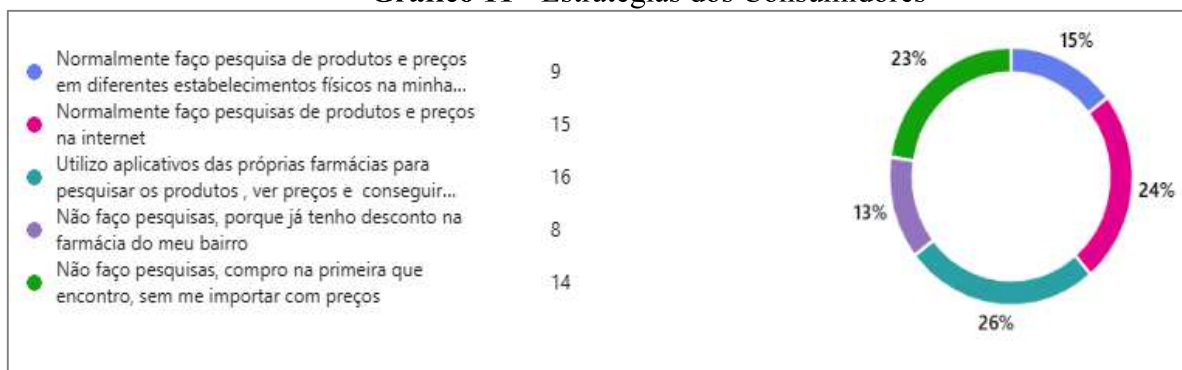 Estratégias dos Consumidores
Normalmente faço pesquisa de produtos e preços
em diferentes estabelecimentos físicos na minha...
9
Normalmente faço pesquisas de produtos e preços
na internet
15
Utilizo aplicativos das próprias farmácias para
pesquisar os produtos , ver preços e conseguir...
16
Não faço pesquisas, porque já tenho desconto na
farmácia do meu bairro
8
Não faço pesquisas, compro na primeira que
encontro, sem me importar com preços
14
15%
24%
26%
13%
23%